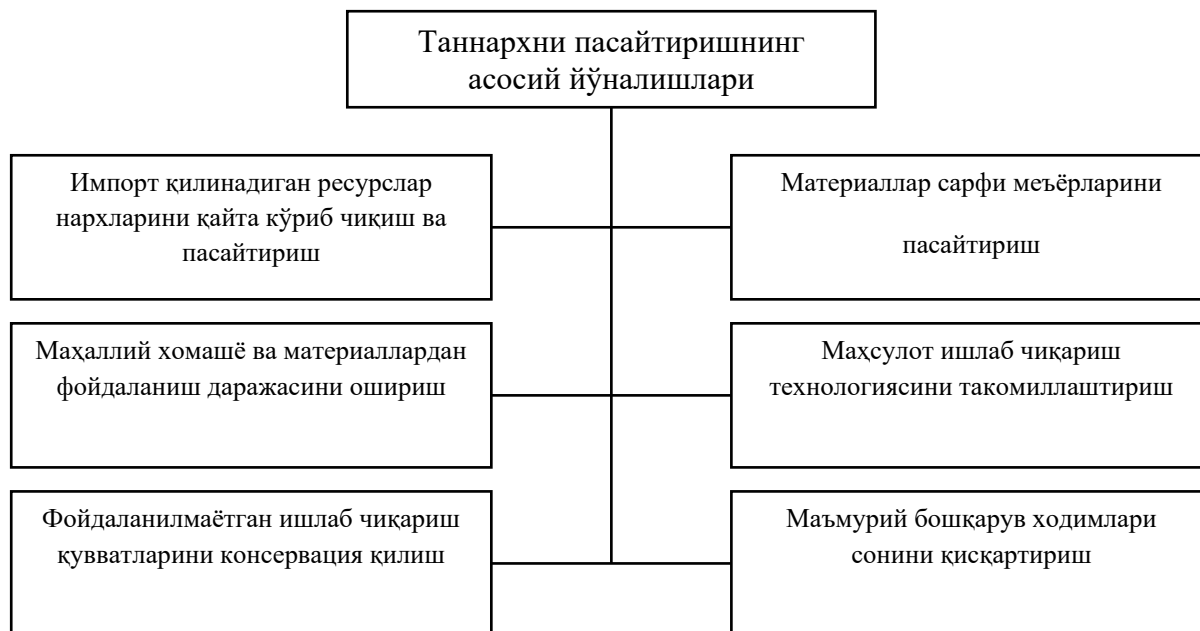 Таннархни пасайтиришнинг
асосий йўналишлари
Импорт қилинадиган ресурслар
нархларини қайта кўриб чиқиш ва
пасайтириш
Материаллар сарфи меъёрларини
пасайтириш
Маҳаллий хомашё ва материаллардан
фойдаланиш даражасини ошириш
Маҳсулот ишлаб чиқариш
технологиясини такомиллаштириш
Фойдаланилмаётган ишлаб чиқариш
қувватларини консервация қилиш
Маъмурий бошқарув ходимлари
сонини қисқартириш